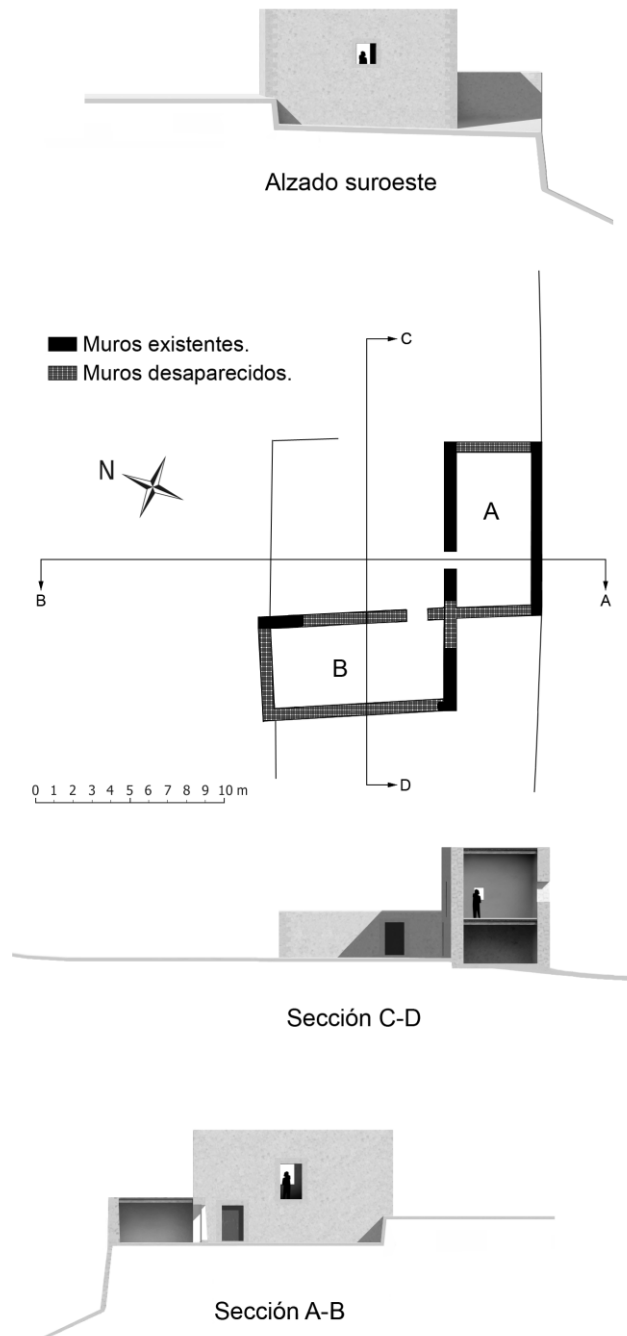 Alzado suroeste
C
Muros existentes.
Muros desaparecidos.
N
A
B
A
B
D
0 1 2 3 4 5 6 7 8 9 10 m
Sección C-D
Sección A-B